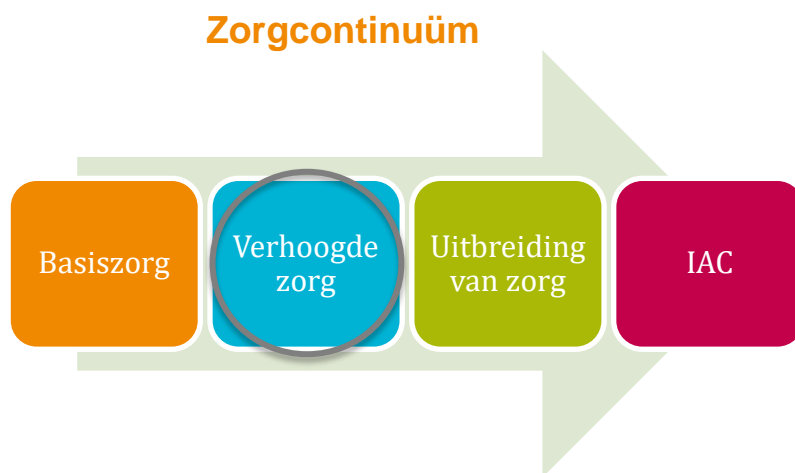 Zorgcontinuüm
Basiszorg
Verhoogde
zorg
Uitbreiding
van zorg
IAC